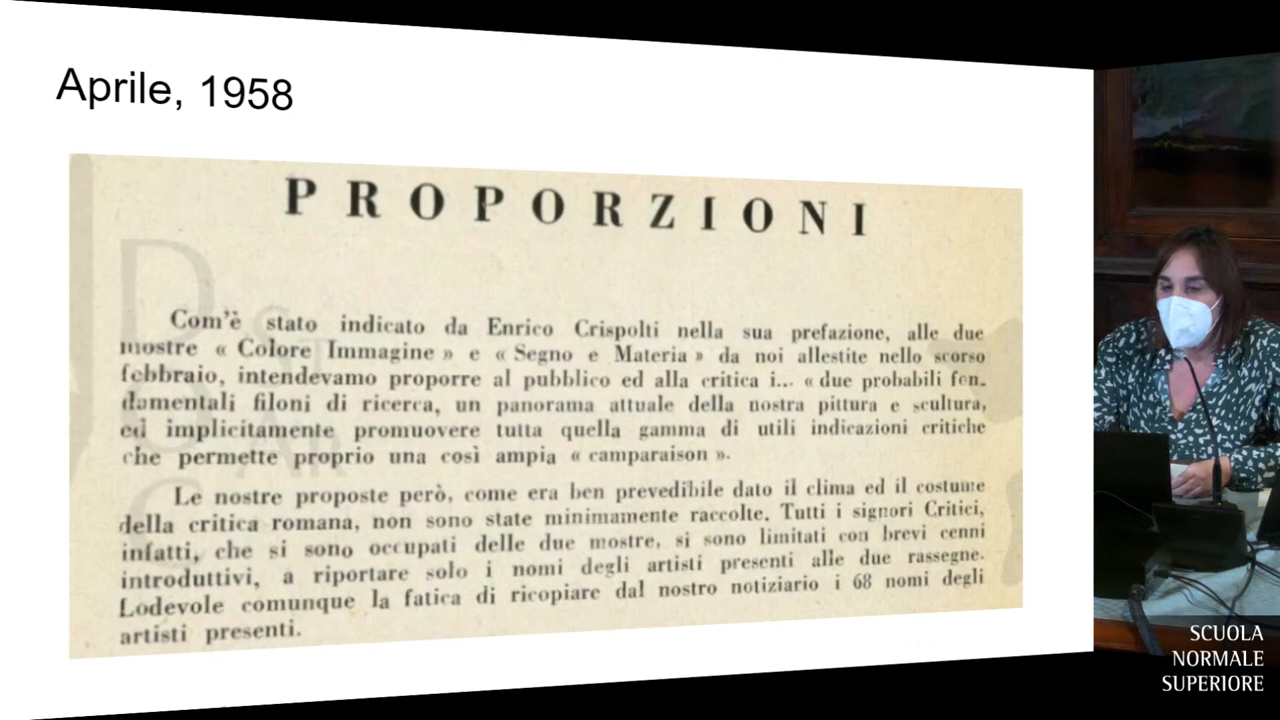 Aprile, 1958
PROPORZIONI
Com'è stato indicato da Enrico Crispolti nella sua prefazione, alle due
mostre « Colore Immagine » e « Segno e Materia » da noi allestite nello scorso
febbraio, intendevamo proporre al pubblico ed alla critica i... « due probabili fon-
damentali filoni di ricerca, un panorama attuale della nostra pittura e scultura,
ed implicitamente promuovere tutta quella gamma di utili indicazioni critiche
che permette proprio una così ampia « camparaison ».
Le nostre proposte però, come era ben prevedibile dato il clima ed il costume
della critica romana, non sono state minimamente raccolte. Tutti i signori Critici,
infatti, che si sono occupati delle due mostre, si sono limitati con brevi cenni
introduttivi, a riportare solo i nomi degli artisti presenti alle due rassegne.
Lodevole comunque la fatica di ricopiare dal nostro notiziario i 68 nomi degli
artisti presenti.
SCUOLA
NORMALE
SUPERIORE